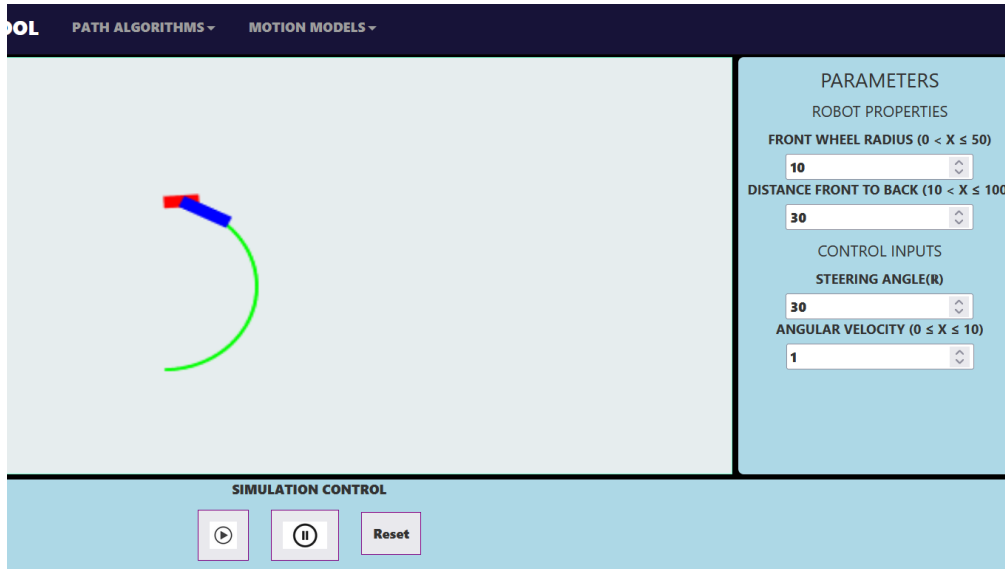 OOL PATH ALGORITHMS MOTION MODELS
PARAMETERS
ROBOT PROPERTIES
FRONT WHEEL RADIUS (0 < X ≤ 50)
10
DISTANCE FRONT TO BACK (10 < X ≤ 100
30
CONTROL INPUTS
STEERING ANGLE(ℝ)
30
ANGULAR VELOCITY (0 ≤ X ≤ 10)
1
SIMULATION CONTROL
Reset